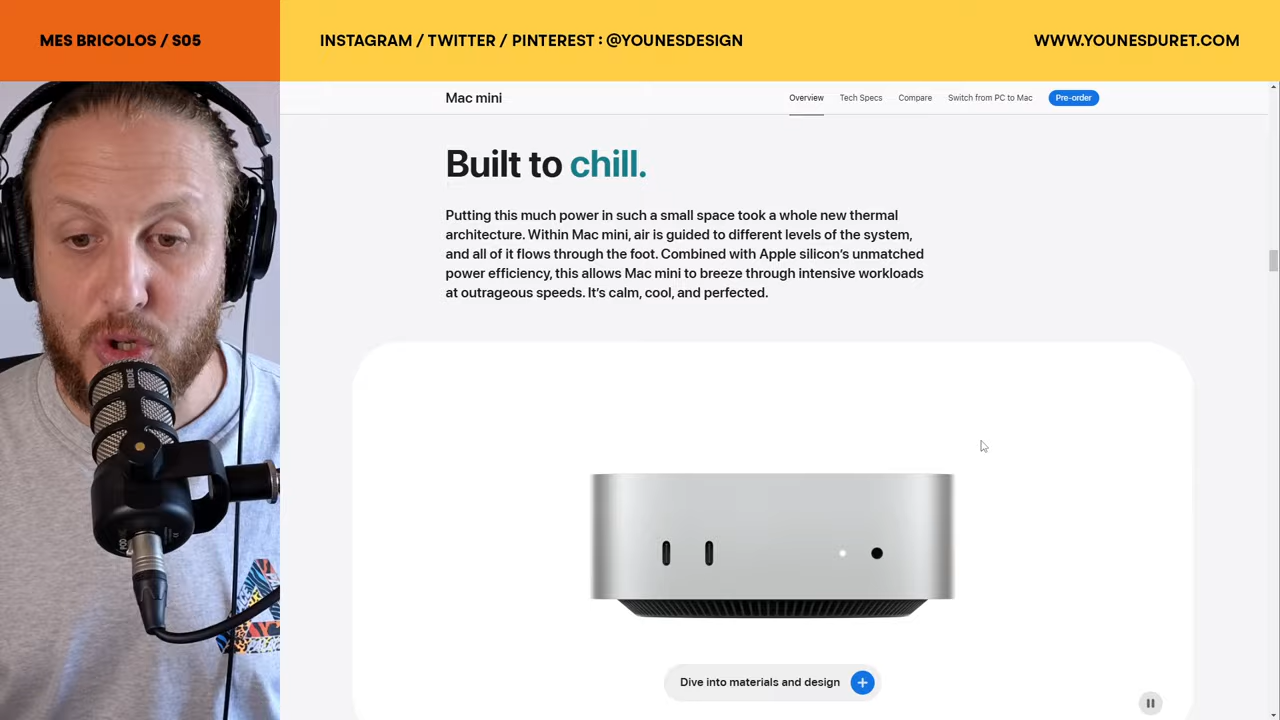 MES BRICOLOS / S05
INSTAGRAM / TWITTER / PINTEREST : @YOUNESDESIGN
WWW.YOUNESDURET.COM
Mac mini
Overview
Tech Specs
Compare
Switch from PC to Mac
Pre-order
Built to chill.
Putting this much power in such a small space took a whole new thermal
architecture. Within Mac mini, air is guided to different levels of the system,
and all of it flows through the foot. Combined with Apple silicon's unmatched
power efficiency, this allows Mac mini to breeze through intensive workloads
at outrageous speeds. It's calm, cool, and perfected.
RØDE
Dive into materials and design